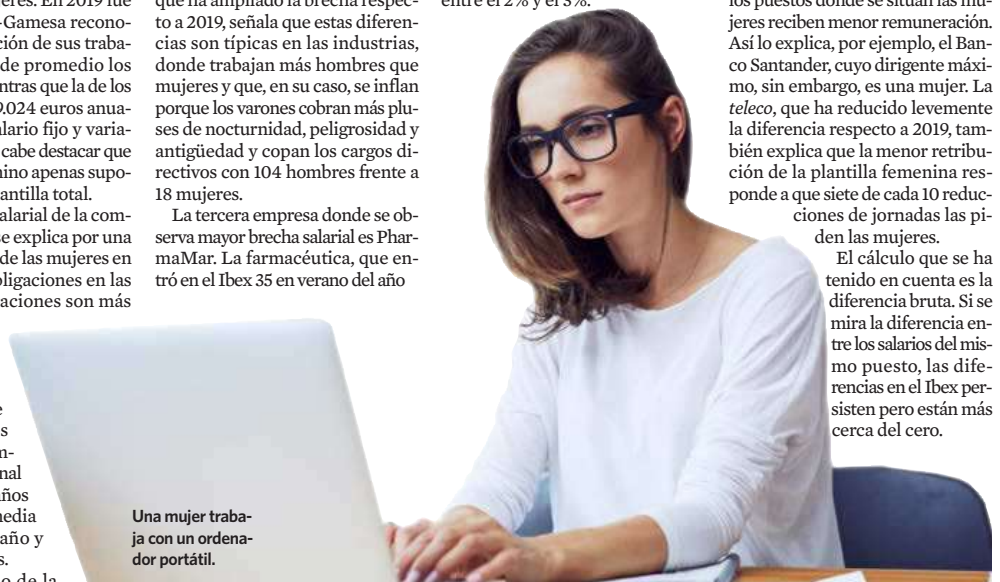 jeres. En 2019 fue
-Gamesa recono-
ción de sus traba-
de promedio los
ntras que la de los
9.024 euros anua-
alario fijo y varia-
cabe destacar que
nino apenas supo-
antilla total.
alarial de la com-
se explica por una
de las mujeres en
bligaciones en las
aciones son más
e
s
m-
nal
años
media
año y
s.
o de la
que ha ampliado la brecha respec-
to a 2019, señala que estas diferen-
cias son típicas en las industrias,
donde trabajan más hombres que
mujeres y que, en su caso, se inflan
porque los varones cobran más plu-
ses de nocturnidad, peligrosidad y
antigüedad y copan los cargos di-
rectivos con 104 hombres frente a
18 mujeres.
La tercera empresa donde se ob-
serva mayor brecha salarial es Phar-
maMar. La farmacéutica, que en-
tró en el Ibex 35 en verano del año
Una mujer traba-
ja con un ordena-
dor portátil.
entre el 2% y el 3%.
los puestos donde se sitúan las mu-
jeres reciben menor remuneración.
Así lo explica, por ejemplo, el Ban-
co Santander, cuyo dirigente máxi-
mo, sin embargo, es una mujer. La
teleco, que ha reducido levemente
la diferencia respecto a 2019, tam-
bién explica que la menor retribu-
ción de la plantilla femenina res-
ponde a que siete de cada 10 reduc-
ciones de jornadas las pi-
den las mujeres.
El cálculo que se ha
tenido en cuenta es la
diferencia bruta. Si se
mira la diferencia en-
tre los salarios del mis-
mo puesto, las dife-
rencias en el Ibex per-
sisten pero están más
cerca del cero.